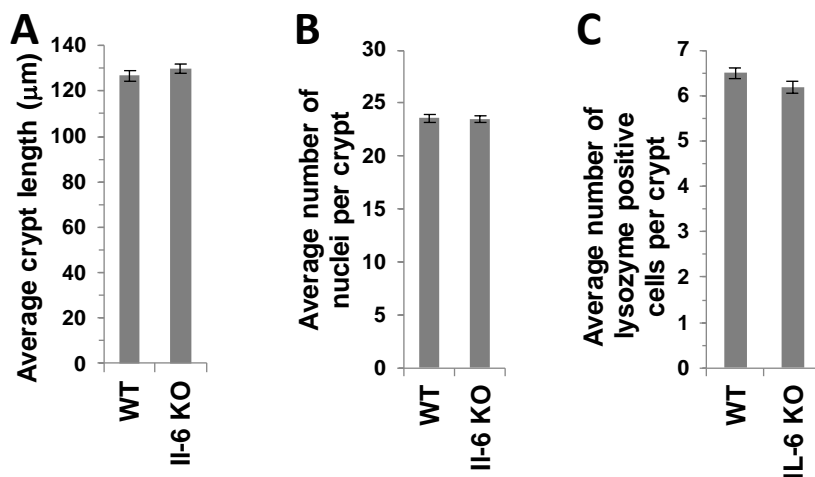 A
Average crypt length (μm)
140
120
100
80
60
40
20
0
WT
II-6 KO
B
Average number of
nuclei per crypt
30
25
20
15
10
5
0
WT
II-6 KO
C
Average number of
lysozyme positive
cells per crypt
7
6
5
4
3
2
1
0
WT
IL-6 KO